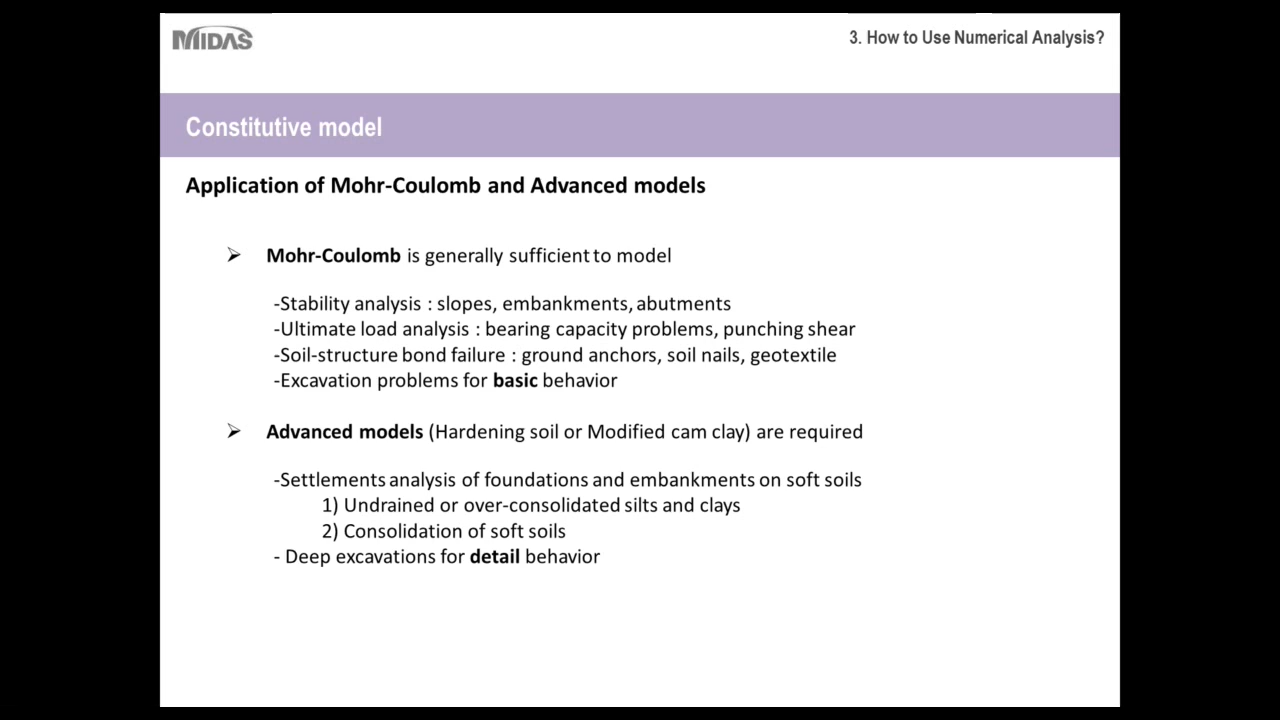 MIDAS
3. How to Use Numerical Analysis?
Constitutive model
Application of Mohr-Coulomb and Advanced models
➢ Mohr-Coulomb is generally sufficient to model
-Stability analysis : slopes, embankments, abutments
-Ultimate load analysis : bearing capacity problems, punching shear
-Soil-structure bond failure : ground anchors, soil nails, geotextile
-Excavation problems for basic behavior
➢ Advanced models (Hardening soil or Modified cam clay) are required
-Settlements analysis of foundations and embankments on soft soils
1) Undrained or over-consolidated silts and clays
2) Consolidation of soft soils
- Deep excavations for detail behavior